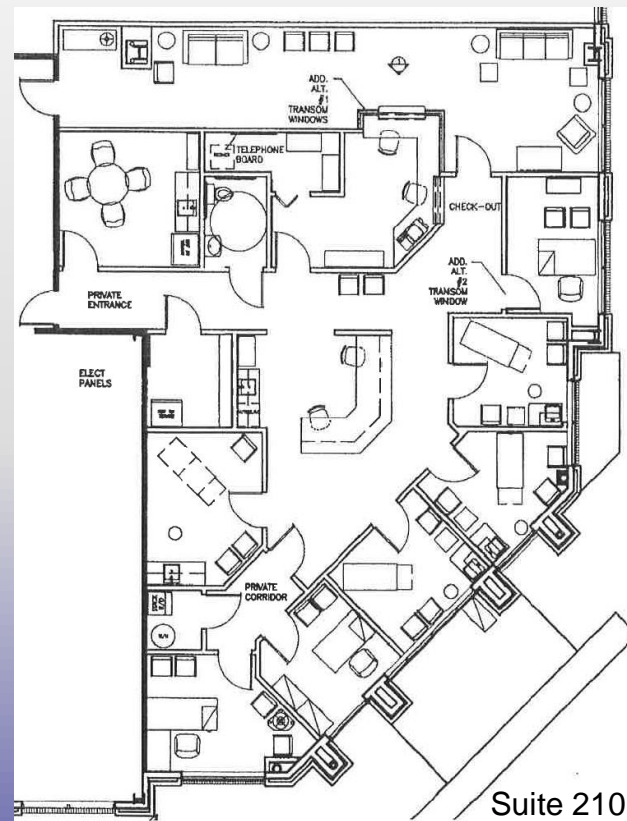 ADD.
ALT.
#1
TRANSOM
WINDOWS
TELEPHONE
BOARD
CHECK-OUT
ADD.
ALT.
#2
TRANSOM
WINDOW
PRIVATE
ENTRANCE
ELECT
PANELS
PRIVATE
CORRIDOR
Suite 210